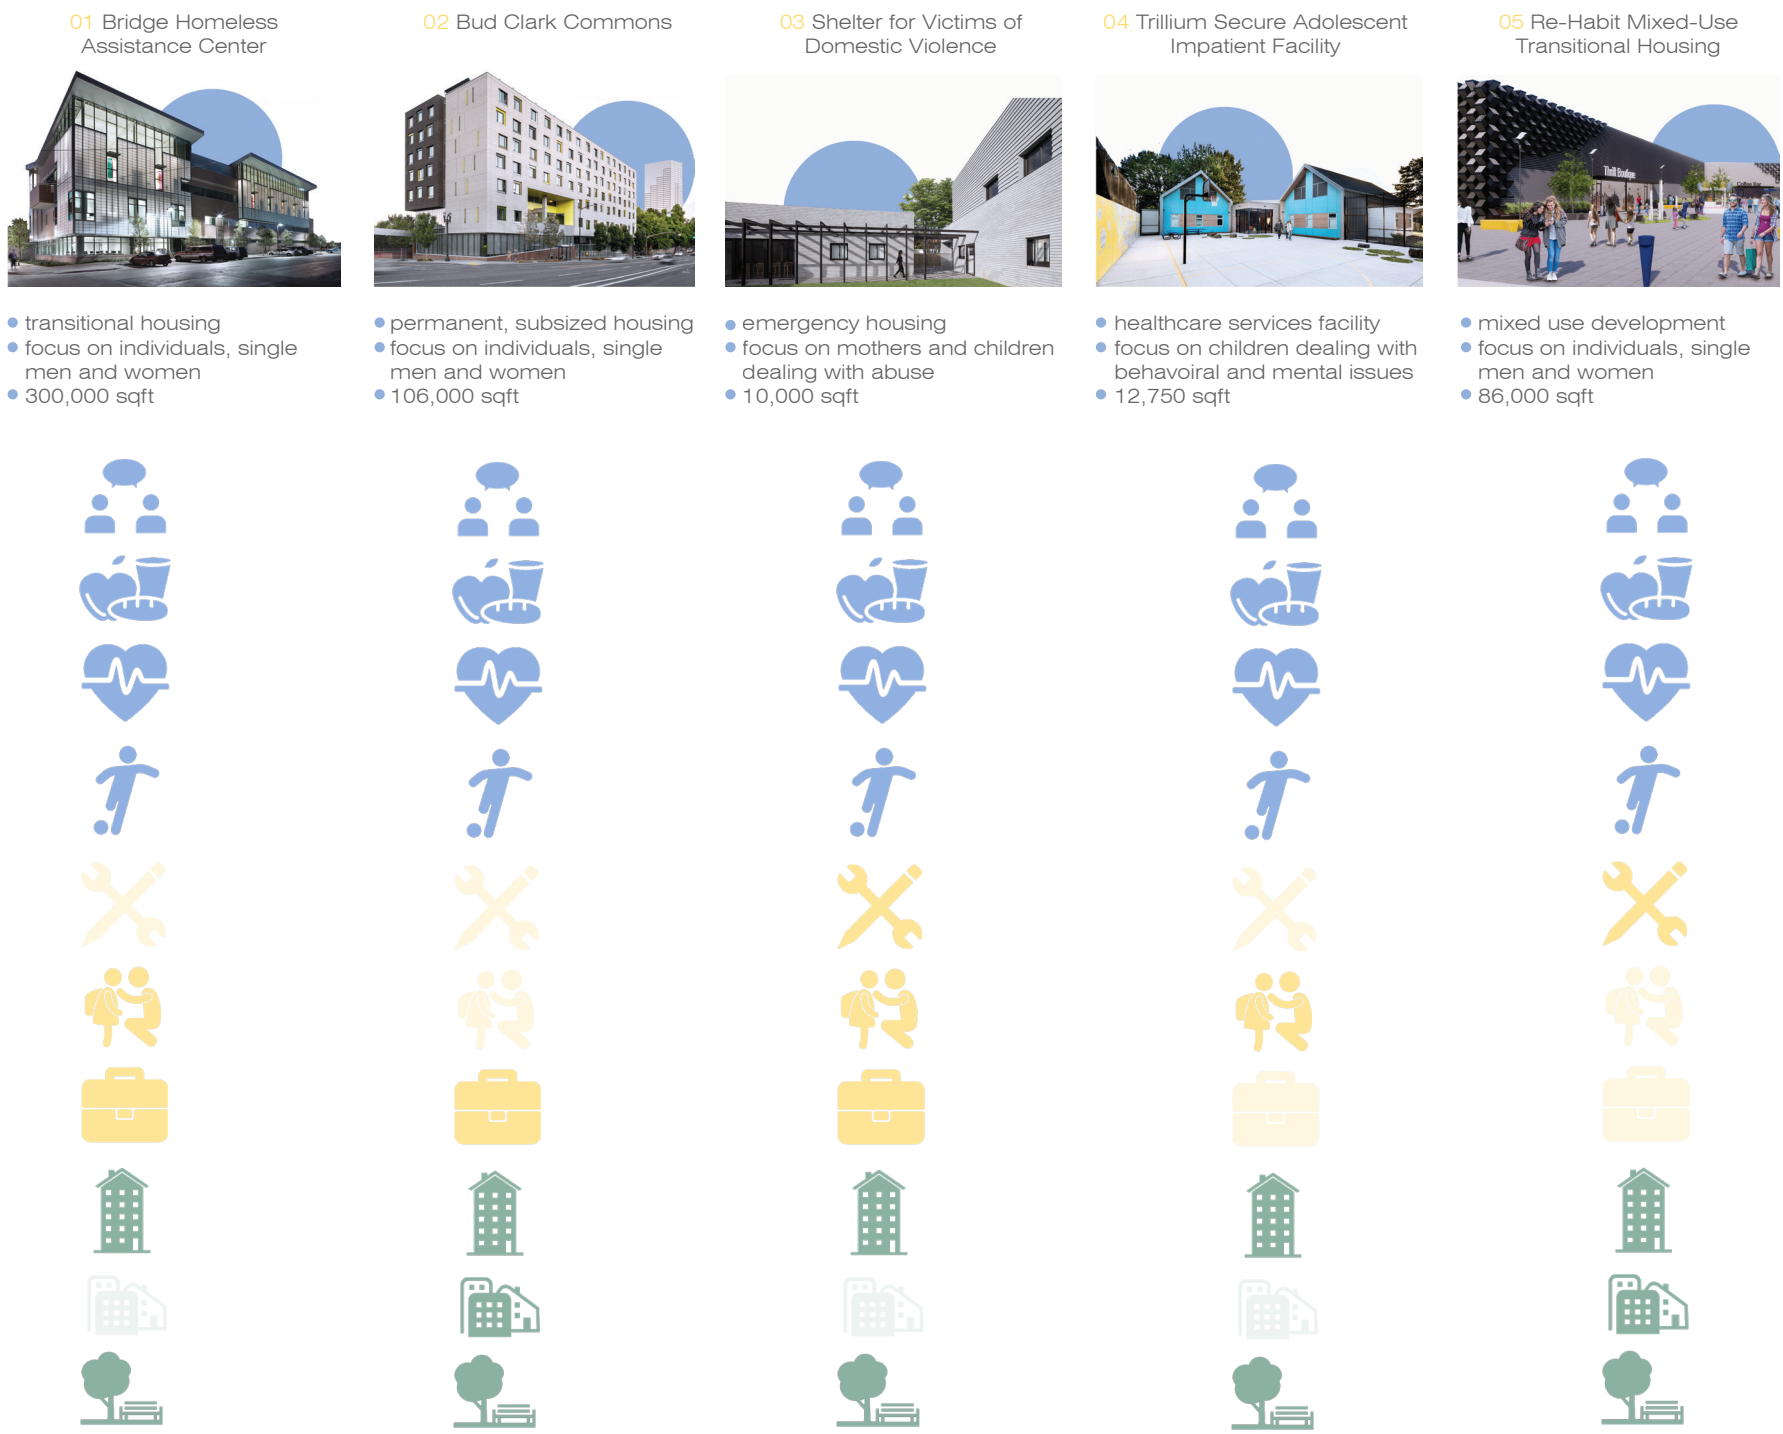 01 Bridge Homeless
Assistance Center
02 Bud Clark Commons
03 Shelter for Victims of
Domestic Violence
04 Trillium Secure Adolescent
Impatient Facility
05 Re-Habit Mixed-Use
Transitional Housing
Thrill Boutique
Coffee Bar
transitional housing
focus on individuals, single
men and women
300,000 sqft
permanent, subsized housing
focus on individuals, single
men and women
106,000 sqft
emergency housing
focus on mothers and children
dealing with abuse
10,000 sqft
healthcare services facility
focus on children dealing with
behavoiral and mental issues
12,750 sqft
mixed use development
focus on individuals, single
men and women
86,000 sqft